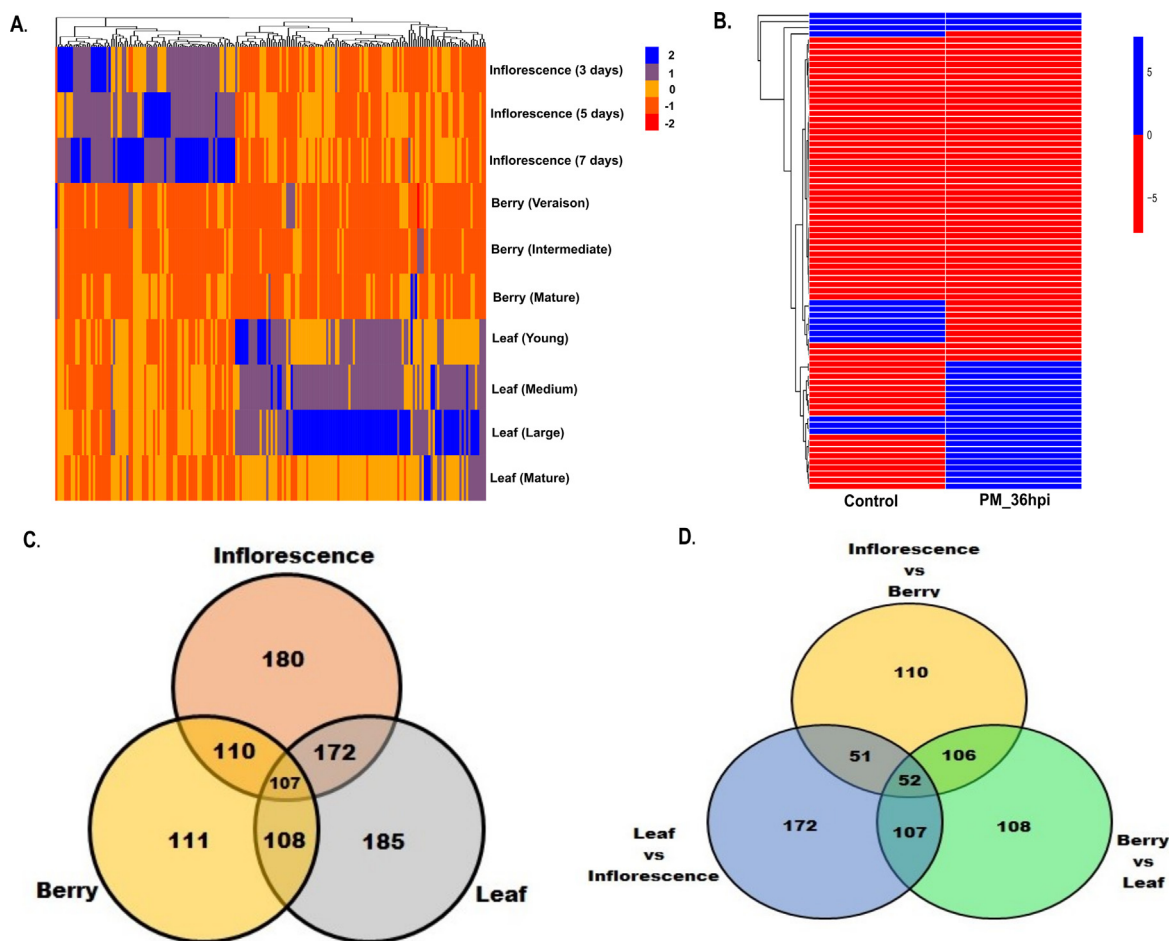 A.
2
1
0
-1
-2
Inflorescence (3 days)
Inflorescence (5 days)
Inflorescence (7 days)
Berry (Veraison)
Berry (Intermediate)
Berry (Mature)
Leaf (Young)
Leaf (Medium)
Leaf (Large)
Leaf (Mature)
B.
5
0
−5
Control PM_36hpi
C.
Inflorescence
180
110 172
107
111 108 185
Berry Leaf
D.
Inflorescence
vs
Berry
110
51 106
52
172 107 108
Leaf
vs
Inflorescence
Berry
vs
Leaf